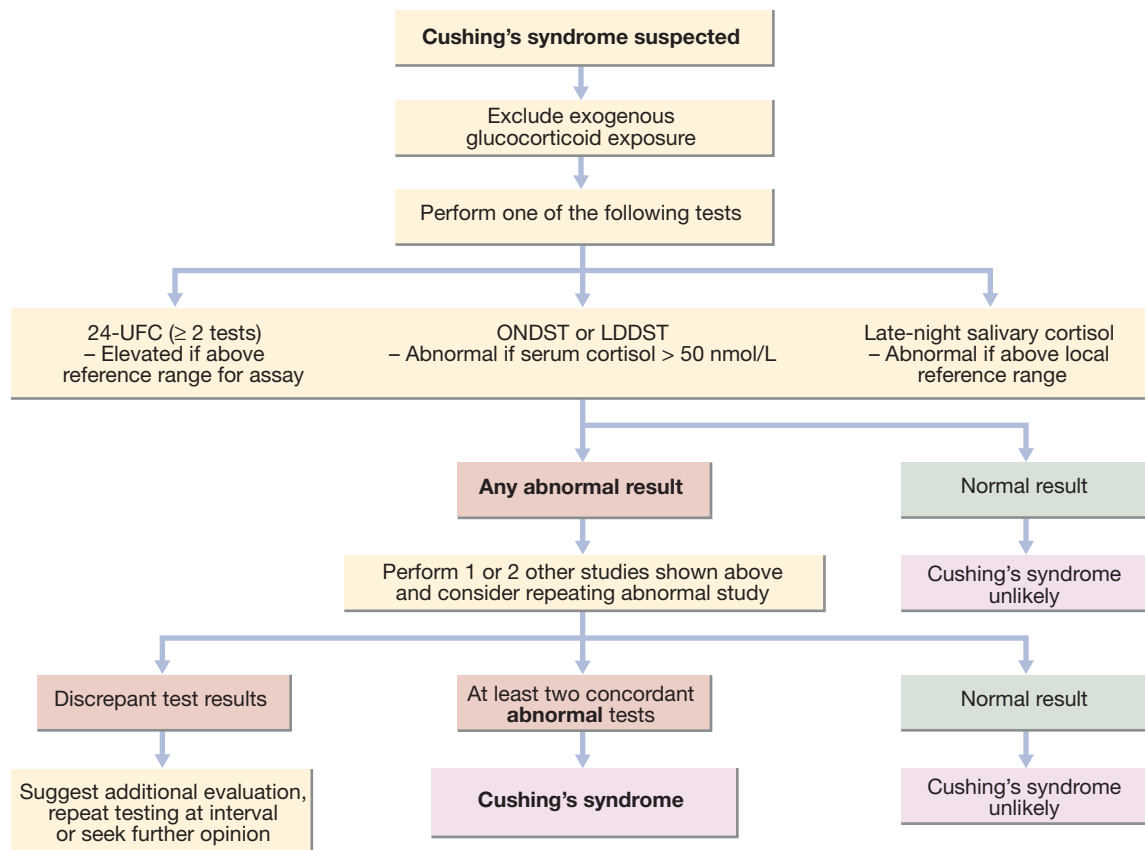 Cushing’s syndrome suspected
Exclude exogenous
glucocorticoid exposure
Perform one of the following tests
24-UFC (≥ 2 tests)
– Elevated if above
reference range for assay
ONDST or LDDST
– Abnormal if serum cortisol > 50 nmol/L
Late-night salivary cortisol
– Abnormal if above local
reference range
Any abnormal result
Normal result
Perform 1 or 2 other studies shown above
and consider repeating abnormal study
Cushing’s syndrome
unlikely
Discrepant test results
At least two concordant
abnormal tests
Normal result
Suggest additional evaluation,
repeat testing at interval
or seek further opinion
Cushing’s syndrome
Cushing’s syndrome
unlikely